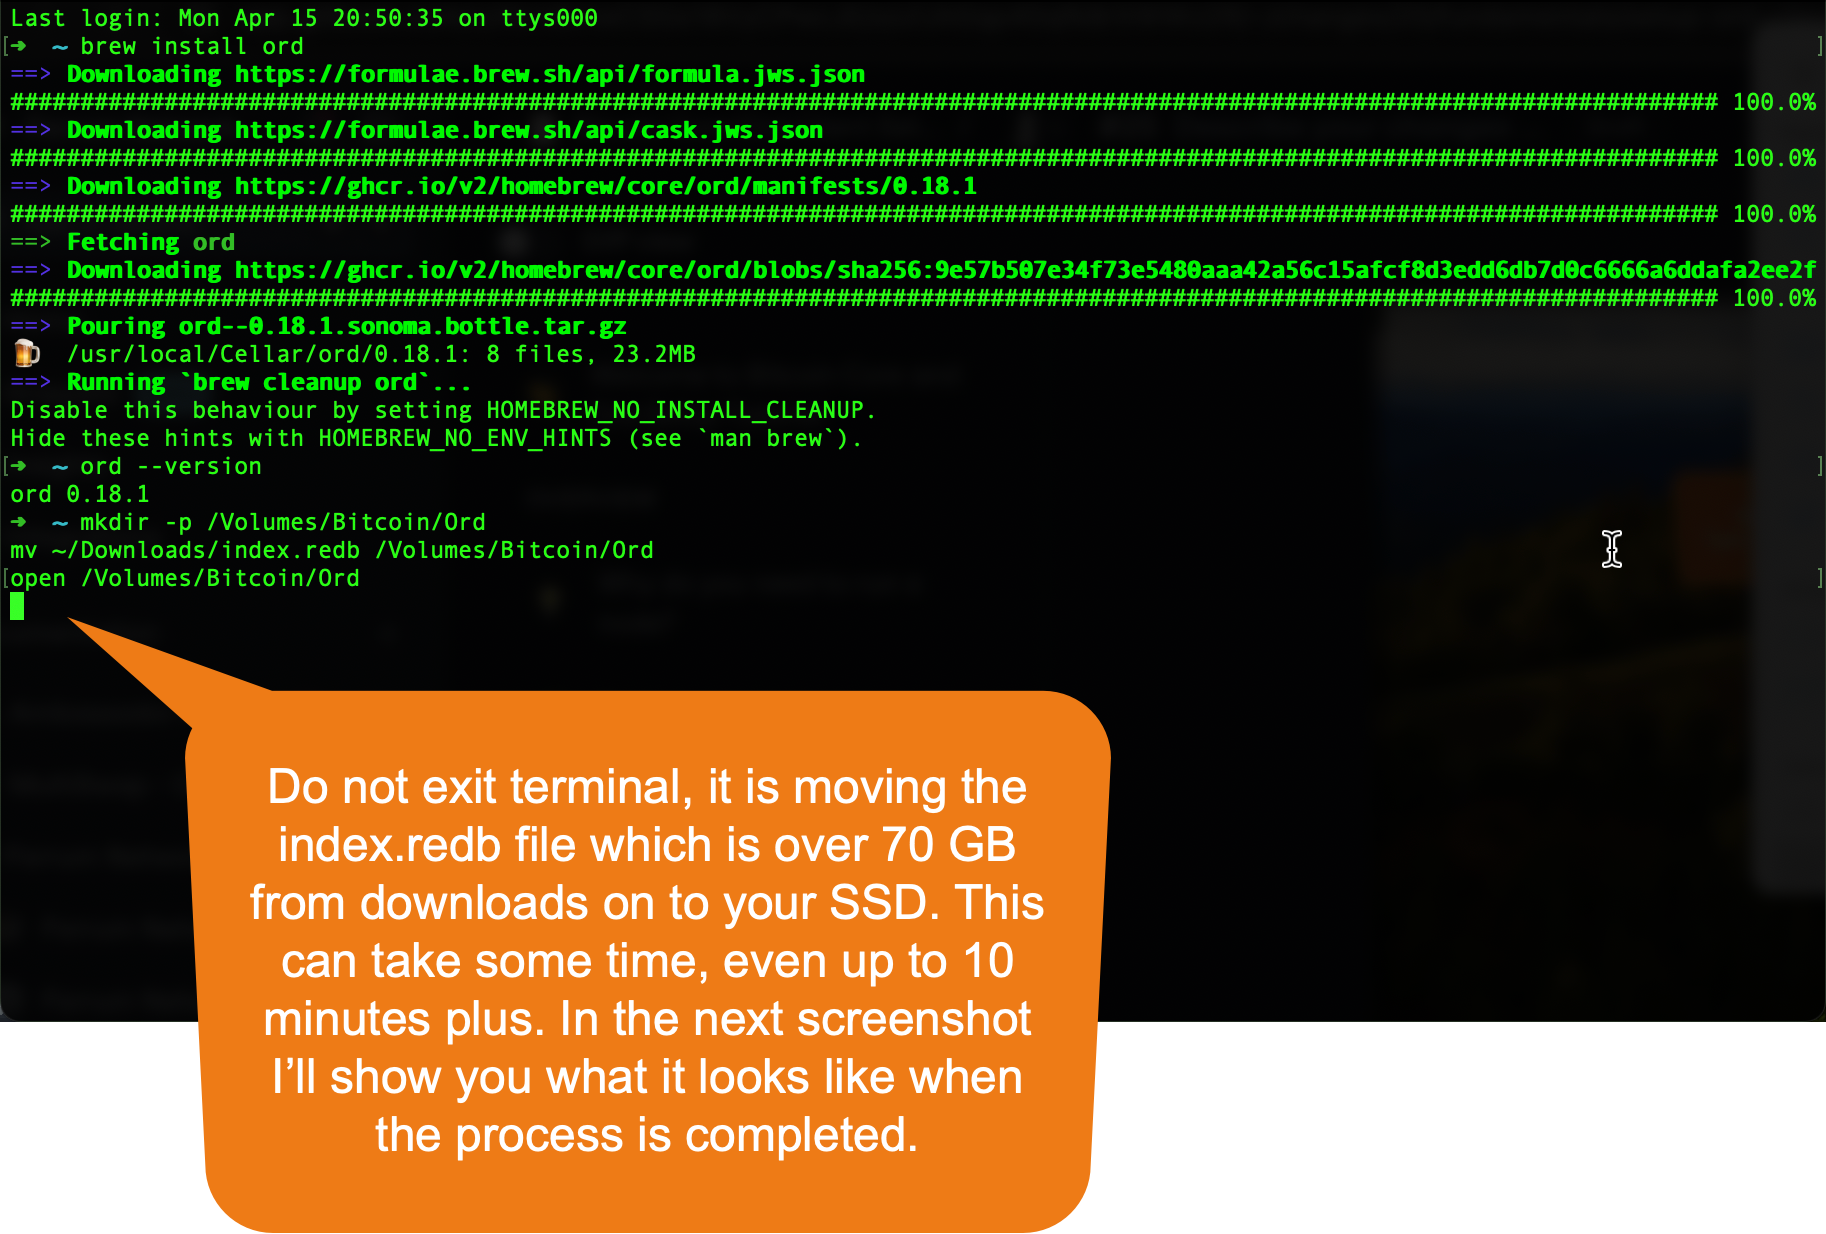 Last login: Mon Apr 15 20:50:35 on ttys000
[➜  ~ brew install ord ]
==> Downloading https://formulae.brew.sh/api/formula.jws.json
######################################################################### 100.0%
==> Downloading https://formulae.brew.sh/api/cask.jws.json
######################################################################### 100.0%
==> Downloading https://ghcr.io/v2/homebrew/core/ord/manifests/0.18.1
######################################################################### 100.0%
==> Fetching ord
==> Downloading https://ghcr.io/v2/homebrew/core/ord/blobs/sha256:9e57b507e34f73e5480aaa42a56c15afcf8d3edd6db7d0c6666a6ddafa2ee2f
######################################################################### 100.0%
==> Pouring ord--0.18.1.sonoma.bottle.tar.gz
🍺  /usr/local/Cellar/ord/0.18.1: 8 files, 23.2MB
==> Running `brew cleanup ord`...
Disable this behaviour by setting HOMEBREW_NO_INSTALL_CLEANUP.
Hide these hints with HOMEBREW_NO_ENV_HINTS (see `man brew`).
[➜  ~ ord --version ]
ord 0.18.1
➜  ~ mkdir -p /Volumes/Bitcoin/Ord
mv ~/Downloads/index.redb /Volumes/Bitcoin/Ord
[open /Volumes/Bitcoin/Ord ]
Do not exit terminal, it is moving the
index.redb file which is over 70 GB
from downloads on to your SSD. This
can take some time, even up to 10
minutes plus. In the next screenshot
I’ll show you what it looks like when
the process is completed.